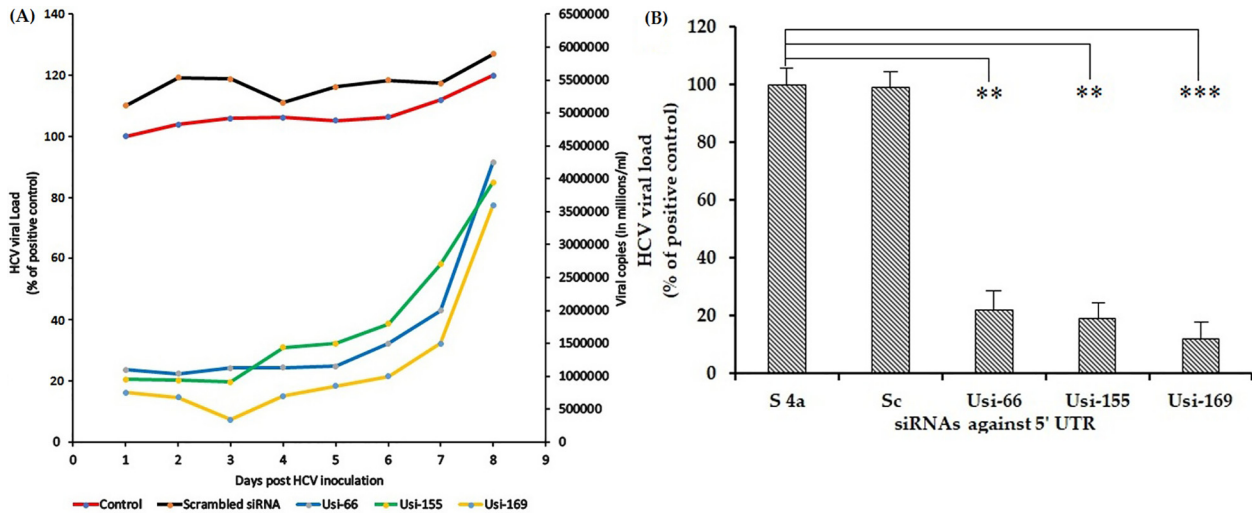 (A)
140
120
100
80
60
40
20
0
HCV viral Load
(% of positive control)
6500000
6000000
5500000
5000000
4500000
4000000
3500000
3000000
2500000
2000000
1500000
1000000
500000
0
Viral copies (in millions/ml)
0 1 2 3 4 5 6 7 8 9
Days post HCV inoculation
Control Scrambled siRNA Usi-66 Usi-155 Usi-169
(B)
120
100
80
60
40
20
0
HCV viral load
(% of positive control)
** ** ***
S 4a Sc Usi-66 Usi-155 Usi-169
siRNAs against 5' UTR